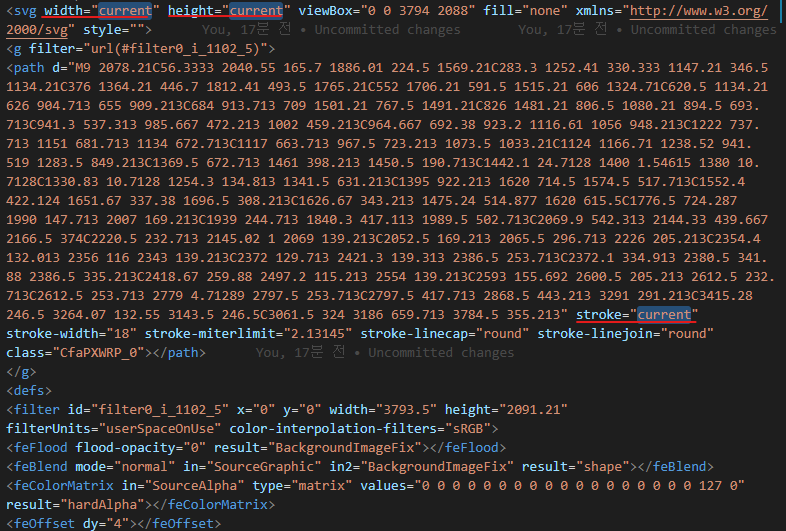 <svg width="current" height="current" viewBox="0 0 3794 2088" fill="none" xmlns="http://www.w3.org/
2000/svg" style=""> You, 17분 전 • Uncommitted changes You, 17분 전 • Uncommitted changes
<g filter="url(#filter0_i_1102_5)">
<path d="M9 2078.21C56.3333 2040.55 165.7 1886.01 224.5 1569.21C283.3 1252.41 330.333 1147.21 346.5
1134.21C376 1364.21 446.7 1812.41 493.5 1765.21C552 1706.21 591.5 1515.21 606 1324.71C620.5 1134.21
626 904.713 655 909.213C684 913.713 709 1501.21 767.5 1491.21C826 1481.21 806.5 1080.21 894.5 693.
713C941.3 537.313 985.667 472.213 1002 459.213C964.667 692.38 923.2 1116.61 1056 948.213C1222 737.
713 1151 681.713 1134 672.713C1117 663.713 967.5 723.213 1073.5 1033.21C1124 1166.71 1238.52 941.
519 1283.5 849.213C1369.5 672.713 1461 398.213 1450.5 190.713C1442.1 24.7128 1400 1.54615 1380 10.
7128C1330.83 10.7128 1254.3 134.813 1341.5 631.213C1395 922.213 1620 714.5 1574.5 517.713C1552.4
422.124 1651.67 337.38 1696.5 308.213C1626.67 343.213 1475.24 514.877 1620 615.5C1776.5 724.287
1990 147.713 2007 169.213C1939 244.713 1840.3 417.113 1989.5 502.713C2069.9 542.313 2144.33 439.667
2166.5 374C2220.5 232.713 2145.02 1 2069 139.213C2052.5 169.213 2065.5 296.713 2226 205.213C2354.4
132.013 2356 116 2343 139.213C2372 129.713 2421.3 139.313 2386.5 253.713C2372.1 334.913 2380.5 341.
88 2386.5 335.213C2418.67 259.88 2497.2 115.213 2554 139.213C2593 155.692 2600.5 205.213 2612.5 232.
713C2612.5 253.713 2779 4.71289 2797.5 253.713C2797.5 417.713 2868.5 443.213 3291 291.213C3415.28
246.5 3264.07 132.55 3143.5 246.5C3061.5 324 3186 659.713 3784.5 355.213" stroke="current"
stroke-width="18" stroke-miterlimit="2.13145" stroke-linecap="round" stroke-linejoin="round"
class="CfaPXWRP_0"></path> You, 17분 전 • Uncommitted changes
</g>
<defs>
<filter id="filter0_i_1102_5" x="0" y="0" width="3793.5" height="2091.21"
filterUnits="userSpaceOnUse" color-interpolation-filters="sRGB">
<feFlood flood-opacity="0" result="BackgroundImageFix"></feFlood>
<feBlend mode="normal" in="SourceGraphic" in2="BackgroundImageFix" result="shape"></feBlend>
<feColorMatrix in="SourceAlpha" type="matrix" values="0 0 0 0 0 0 0 0 0 0 0 0 0 0 0 0 0 0 127 0"
result="hardAlpha"></feColorMatrix>
<feOffset dy="4"></feOffset>